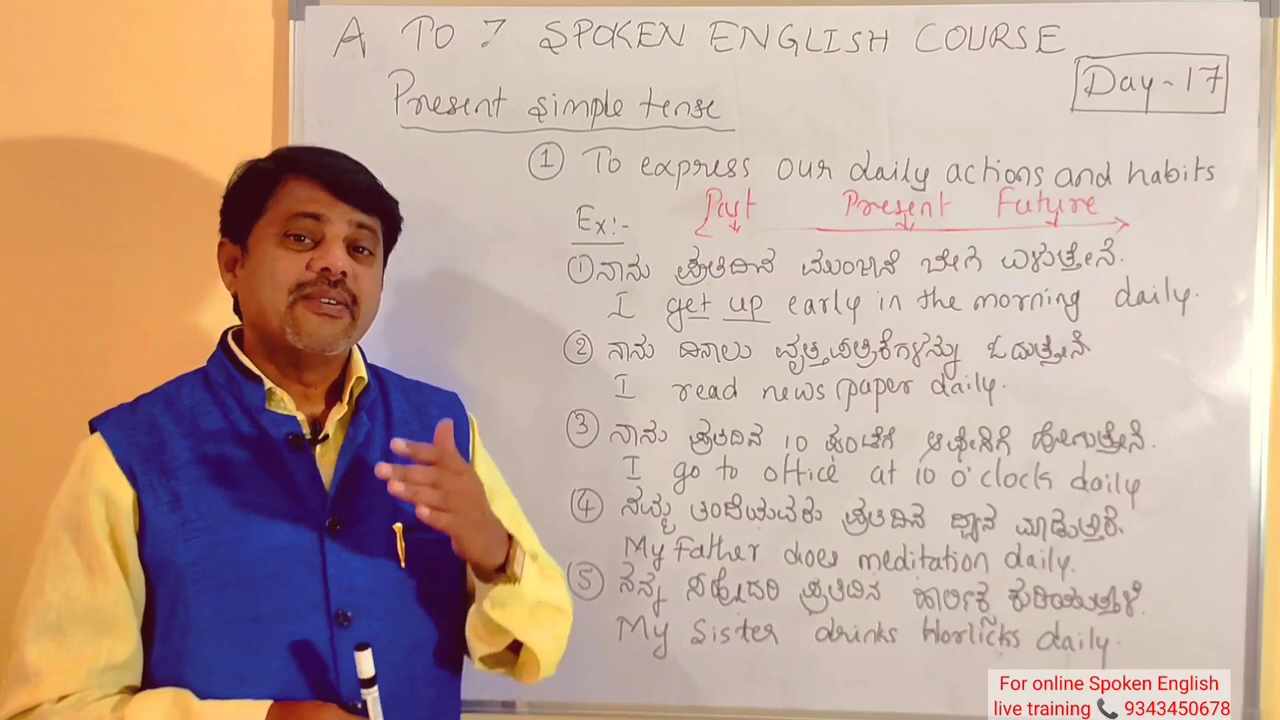 A TO Z SPOKEN ENGLISH COURSE
Day-17
Present simple tense
① To express our daily actions and habits
Past Present Future
Ex:-
① ನಾನು ಪ್ರತಿದಿನ ಮುಂಜಾನೆ ಬೇಗ ಏಳುತ್ತೇನೆ.
I get up early in the morning daily.
② ನಾನು ದಿನಾಲು ವೃತ್ತಪತ್ರಿಕೆಗಳನ್ನು ಓದುತ್ತೇನೆ
I read news paper daily.
③ ನಾನು ಪ್ರತಿದಿನ 10 ಘಂಟೆಗೆ ಆಫೀಸಿಗೆ ಹೋಗುತ್ತೇನೆ.
I go to office at 10 o'clock daily
④ ನಮ್ಮ ತಂದೆಯವರು ಪ್ರತಿದಿನ ಧ್ಯಾನ ಮಾಡುತ್ತಾರೆ.
My Father does meditation daily.
⑤ ನನ್ನ ಸಹೋದರಿ ಪ್ರತಿದಿನ ಹಾರ್ಲಿಕ್ಸ್ ಕುಡಿಯುತ್ತಾಳೆ.
My Sister drinks Horlicks daily.
For online Spoken English
live training 📞 9343450678